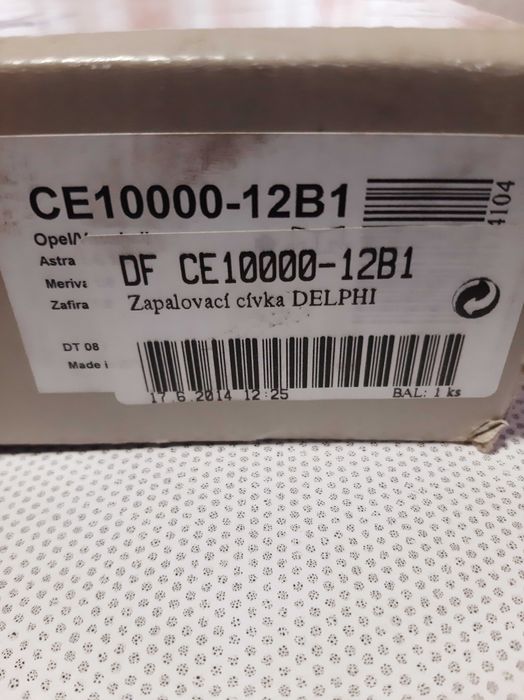 CE10000-12B1
4104
Opel/
Astra
Meriva
Zafira
DT 08
Made
DF CE10000-12B1
Zapalovací cívka DELPHI
17.6.2014 12:25
BAL: 1 ks